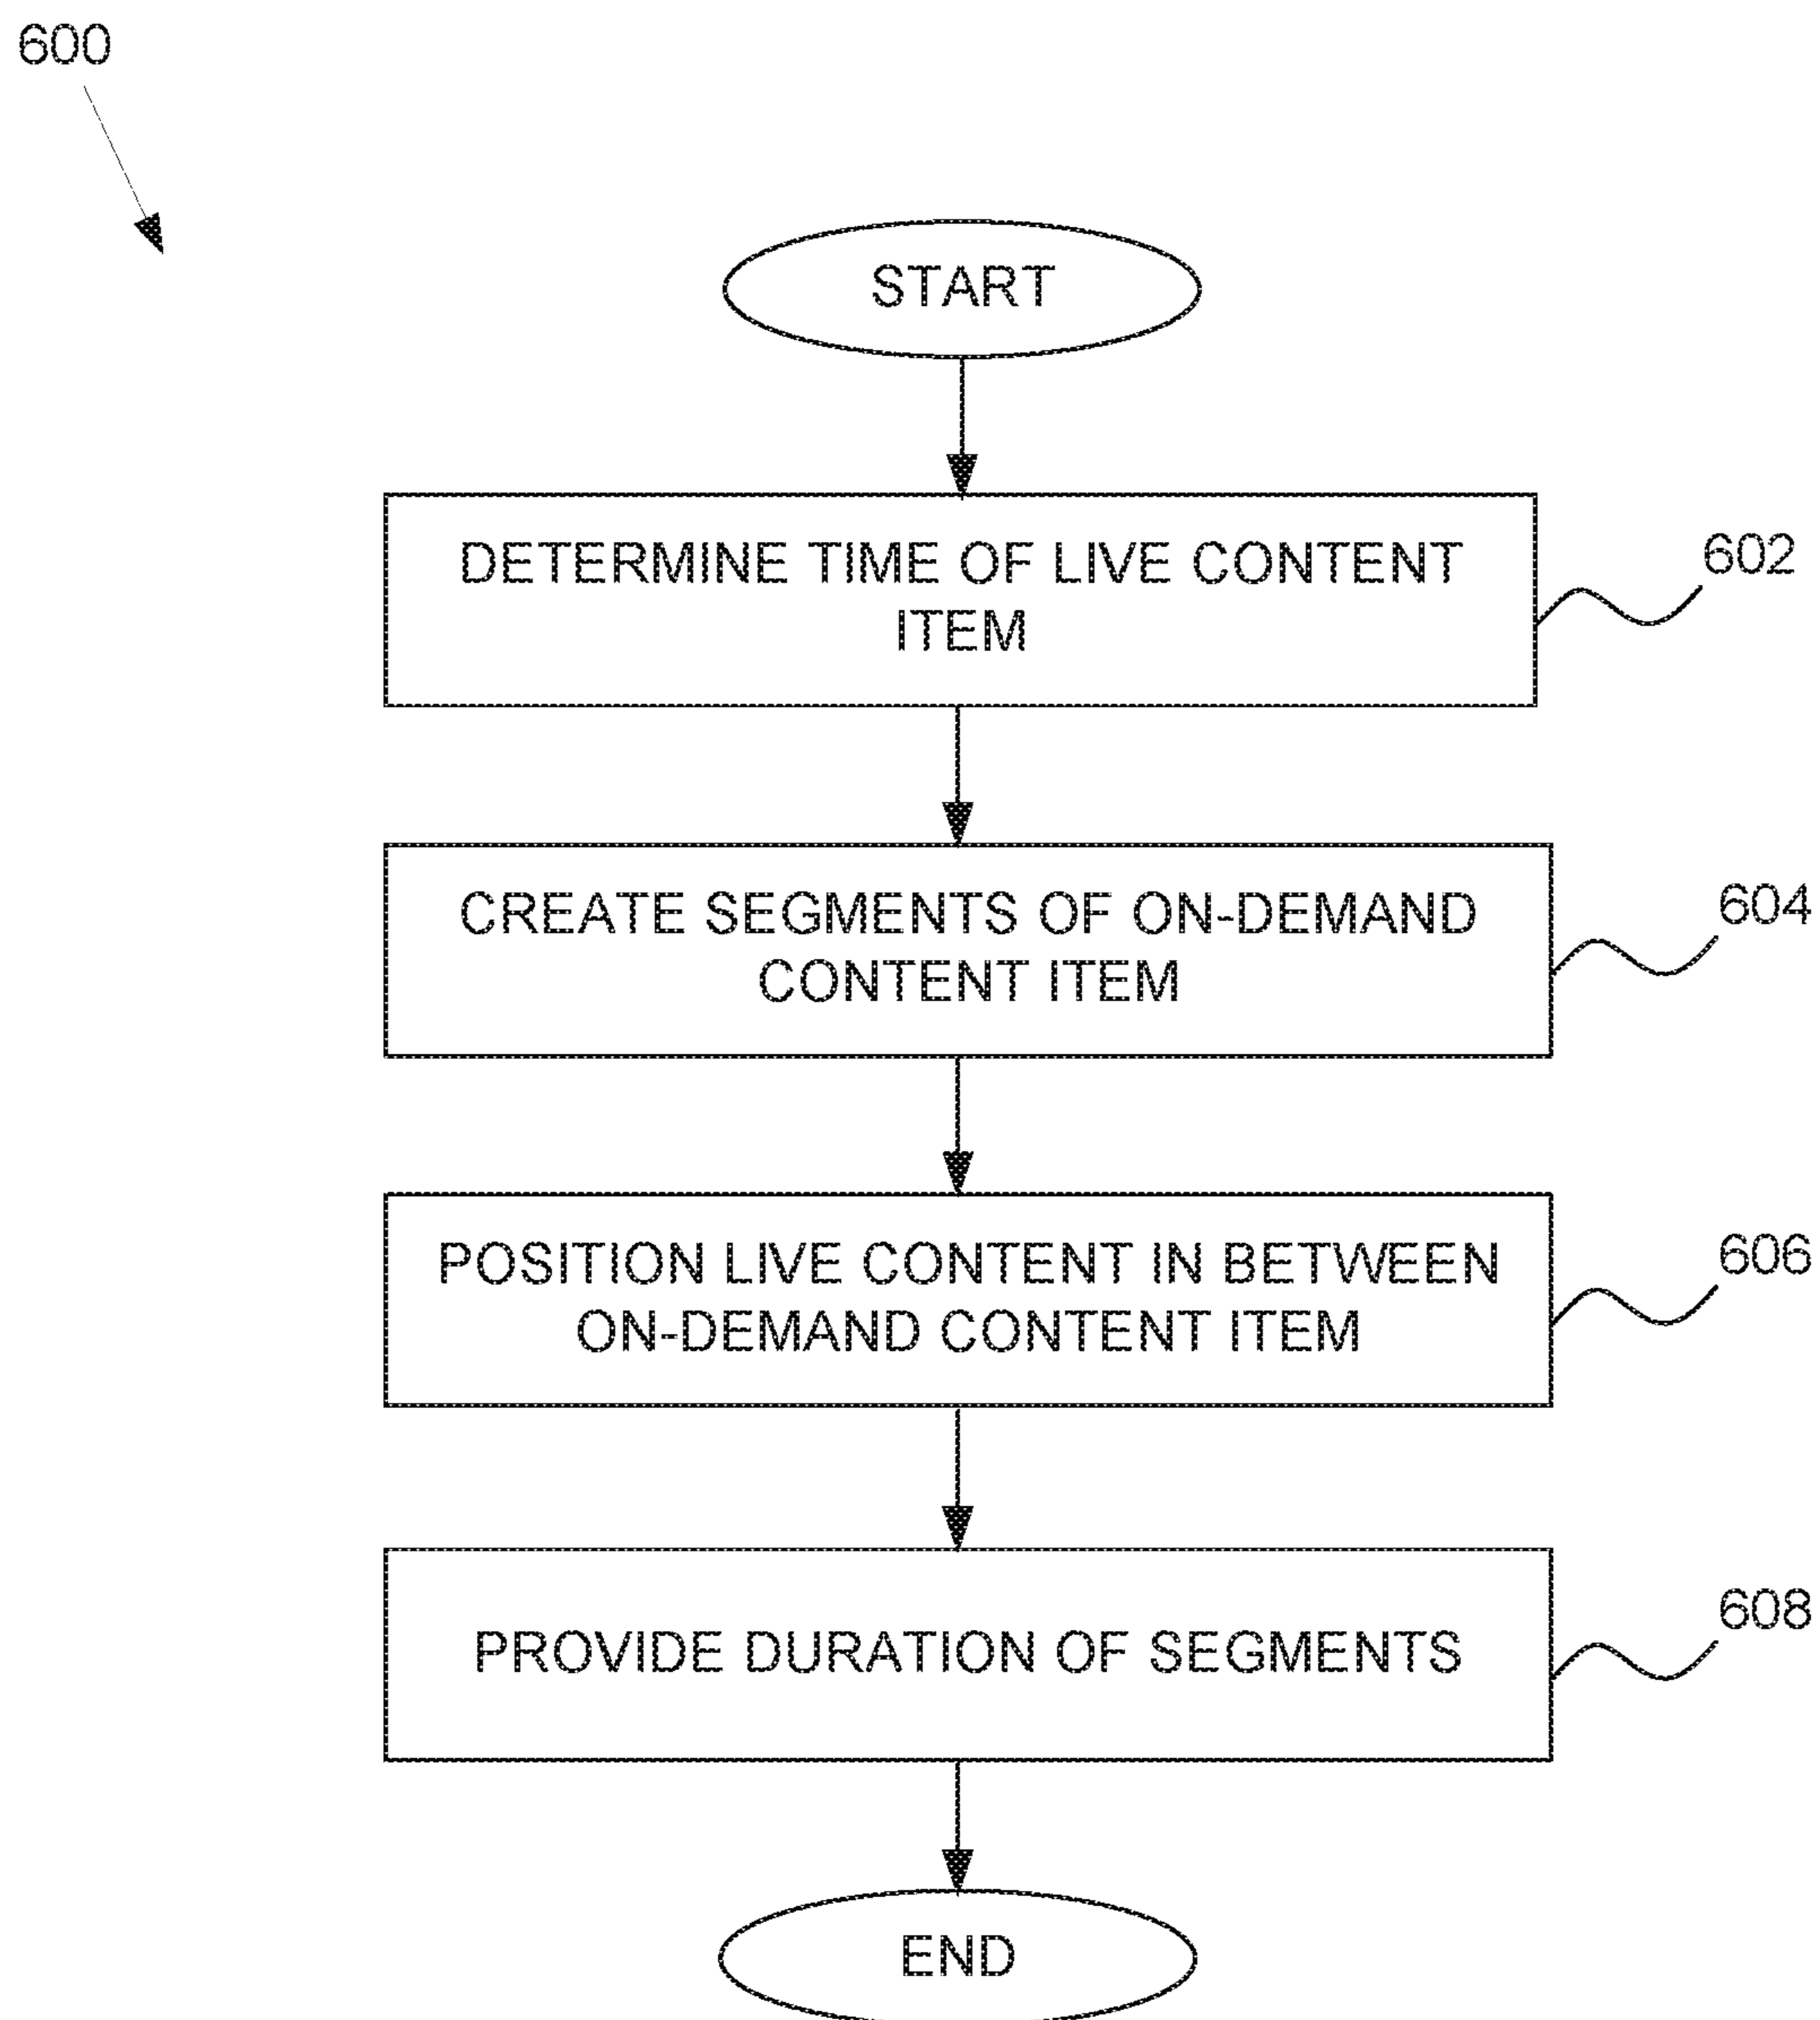 600
START
DETERMINE TIME OF LIVE CONTENT
ITEM
602
CREATE SEGMENTS OF ON-DEMAND
CONTENT ITEM
604
POSITION LIVE CONTENT IN BETWEEN
ON-DEMAND CONTENT ITEM
606
PROVIDE DURATION OF SEGMENTS
608
END